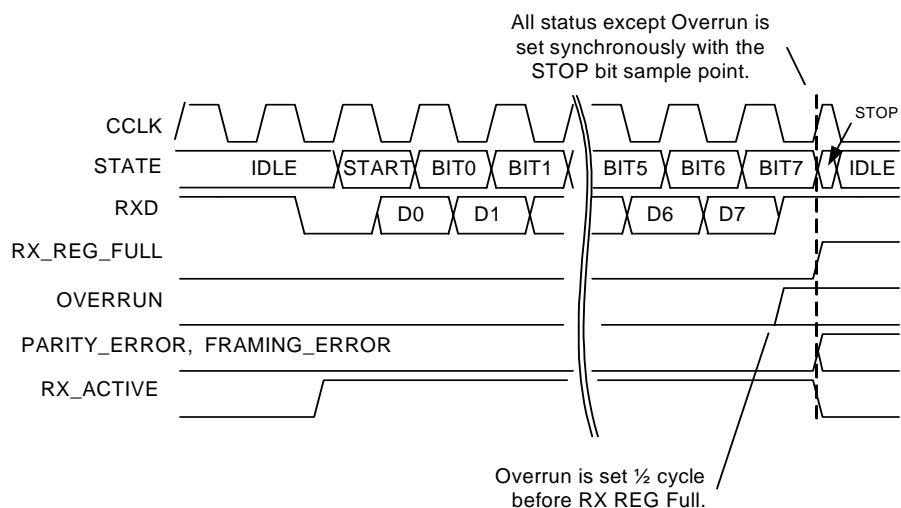 All status except Overrun is
set synchronously with the
STOP bit sample point.
CCLK
STOP
STATE IDLE START BIT0 BIT1 BIT5 BIT6 BIT7 IDLE
RXD D0 D1 D6 D7
RX_REG_FULL
OVERRUN
PARITY_ERROR, FRAMING_ERROR
RX_ACTIVE
Overrun is set ½ cycle
before RX REG Full.